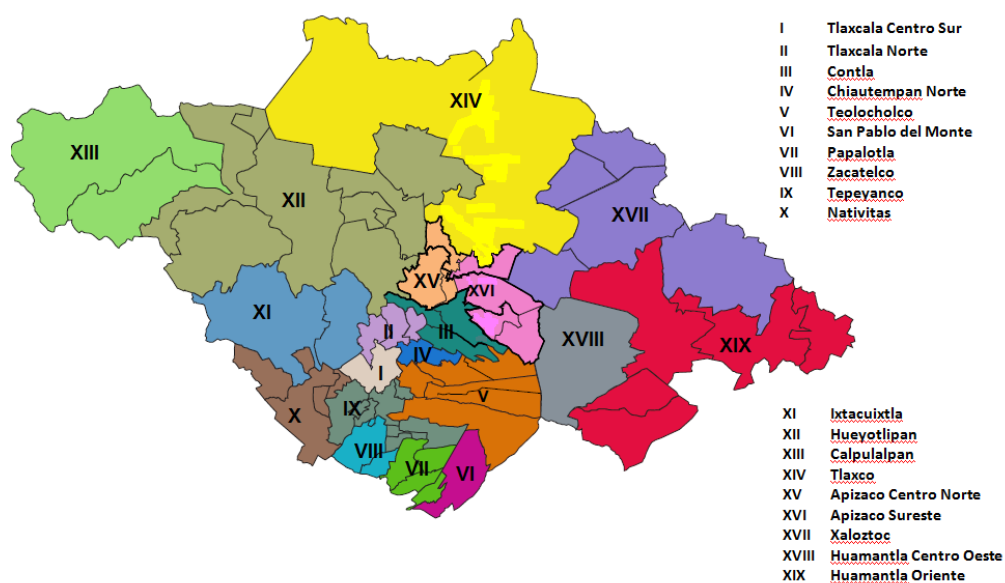 I Tlaxcala Centro Sur
II Tlaxcala Norte
III Contla
IV Chiautempan Norte
V Teolocholco
VI San Pablo del Monte
VII Papalotla
VIII Zacatelco
IX Tepeyanco
X Nativitas
XIV
XIII
XII
XVII
XV
XVI
XI
II
III
XVIII
XIX
IV
I
V
IX
X
VIII
VII
VI
XI Ixtacuixtla
XII Hueyotlipan
XIII Calpulalpan
XIV Tlaxco
XV Apizaco Centro Norte
XVI Apizaco Sureste
XVII Xaloztoc
XVIII Huamantla Centro Oeste
XIX Huamantla Oriente